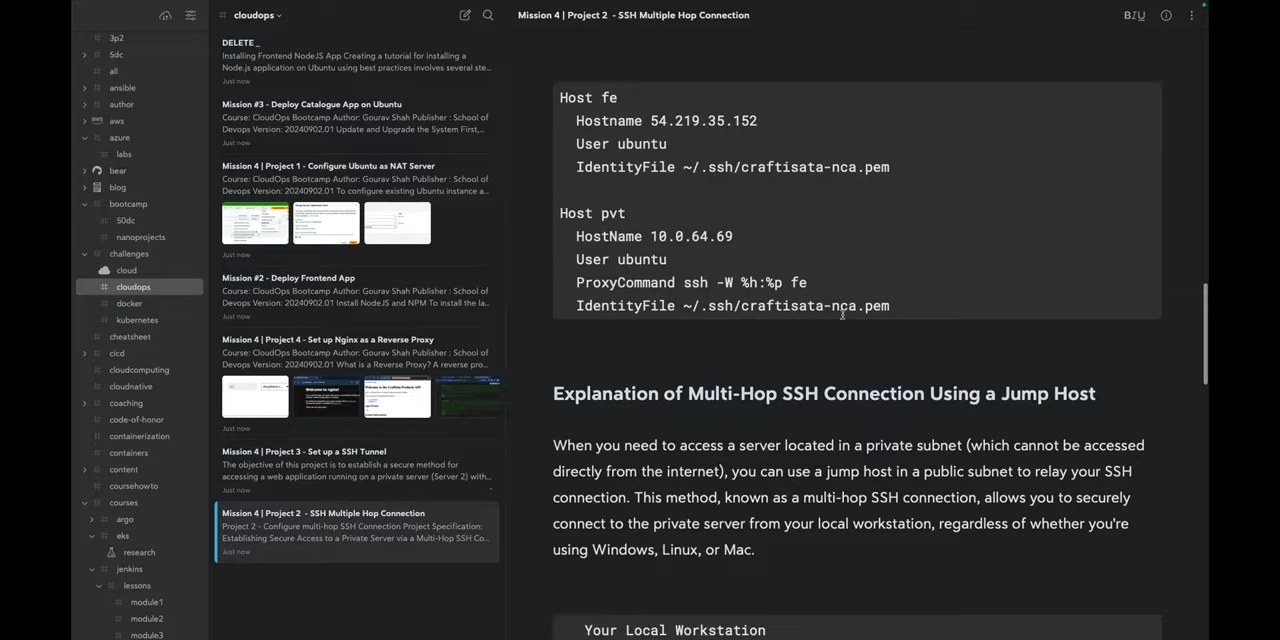 3p2
5dc
all
ansible
author
aws
azure
labs
bear
blog
bootcamp
50dc
nanoprojects
challenges
cloud
cloudops
docker
kubernetes
cheatsheet
cicd
cloudcomputing
cloudnative
coaching
code-of-honor
containerization
containers
content
coursehowto
courses
argo
eks
research
jenkins
lessons
module1
module2
module3
cloudops
DELETE _
Installing Frontend NodeJS App Creating a tutorial for installing a
Node.js application on Ubuntu using best practices involves several ste...
Just now
Mission #3 - Deploy Catalogue App on Ubuntu
Course: CloudOps Bootcamp Author: Gourav Shah Publisher : School of
Devops Version: 20240902.01 Update and Upgrade the System First,...
Just now
Mission 4 | Project 1 - Configure Ubuntu as NAT Server
Course: CloudOps Bootcamp Author: Gourav Shah Publisher : School of
Devops Version: 20240902.01 To configure existing Ubuntu instance a...
Just now
Mission #2 - Deploy Frontend App
Course: CloudOps Bootcamp Author: Gourav Shah Publisher : School of
Devops Version: 20240902.01 Install NodeJS and NPM To install the la...
Just now
Mission 4 | Project 4 - Set up Nginx as a Reverse Proxy
Course: CloudOps Bootcamp Author: Gourav Shah Publisher : School of
Devops Version: 20240902.01 What is a Reverse Proxy? A reverse pro...
Welcome to nginx!
Just now
Mission 4 | Project 3 - Set up a SSH Tunnel
The objective of this project is to establish a secure method for
accessing a web application running on a private server (Server 2) with...
Just now
Mission 4 | Project 2 - SSH Multiple Hop Connection
Project 2 - Configure multi-hop SSH Connection Project Specification:
Establishing Secure Access to a Private Server via a Multi-Hop SSH Co...
Just now
Mission 4 | Project 2 - SSH Multiple Hop Connection
BIU
Host fe
Hostname 54.219.35.152
User ubuntu
IdentityFile ~/.ssh/craftisata-nca.pem
Host pvt
HostName 10.0.64.69
User ubuntu
ProxyCommand ssh -W %h:%p fe
IdentityFile ~/.ssh/craftisata-nca.pem
Explanation of Multi-Hop SSH Connection Using a Jump Host
When you need to access a server located in a private subnet (which cannot be accessed
directly from the internet), you can use a jump host in a public subnet to relay your SSH
connection. This method, known as a multi-hop SSH connection, allows you to securely
connect to the private server from your local workstation, regardless of whether you're
using Windows, Linux, or Mac.
Your Local Workstation